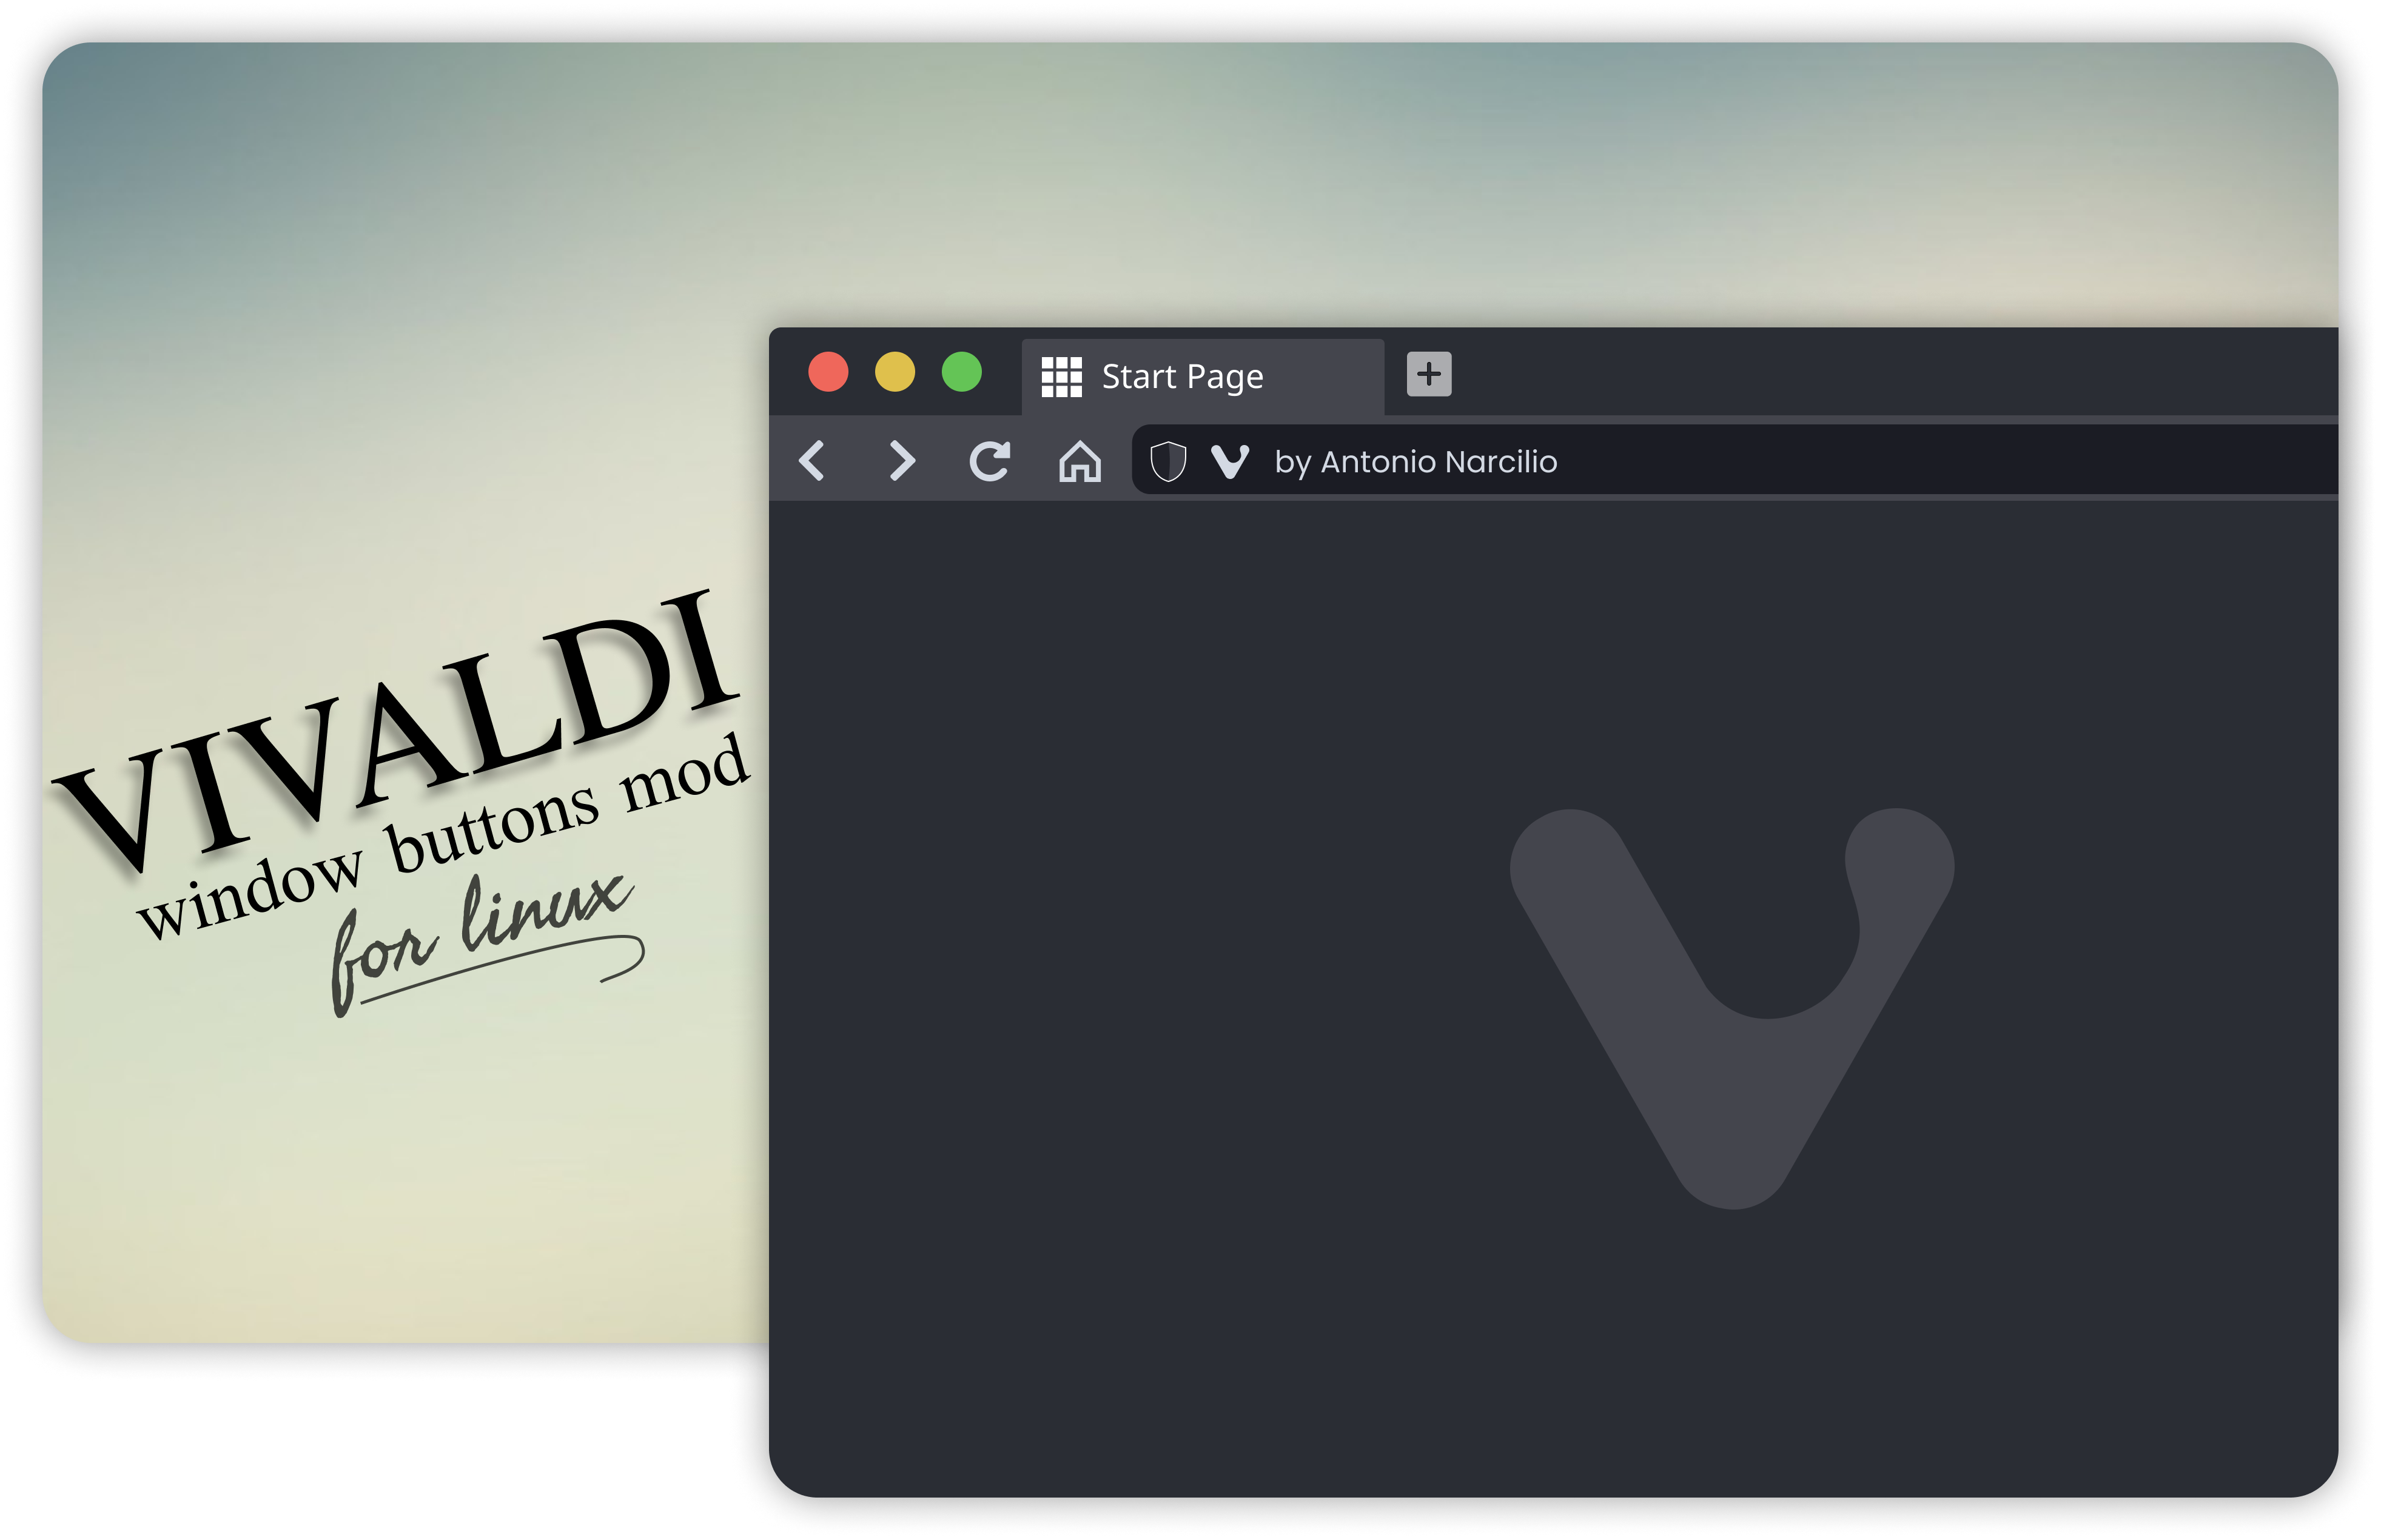 Start Page
by Antonio Narcilio
VIVALDI
window buttons mod
for linux